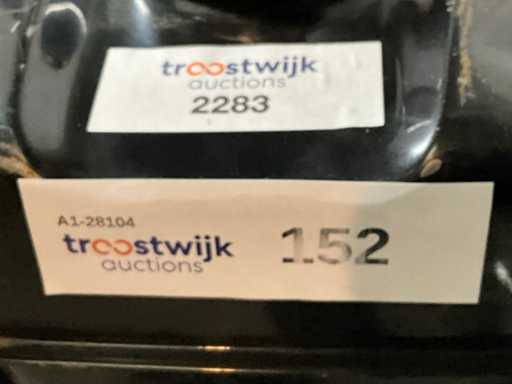 troostwijk
auctions
2283
A1-28104
troostwijk
auctions
152